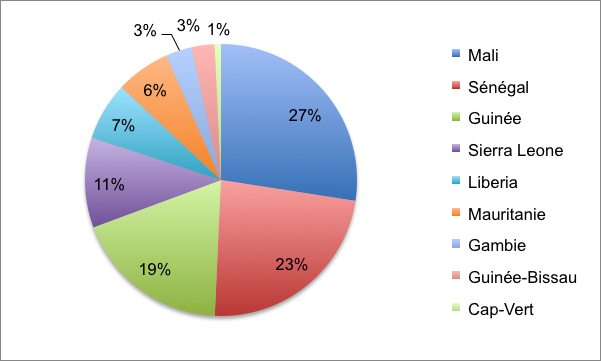 3%
3%
1%
27%
6%
7%
11%
19%
23%
Mali
Sénégal
Guinée
Sierra Leone
Liberia
Mauritanie
Gambie
Guinée-Bissau
Cap-Vert